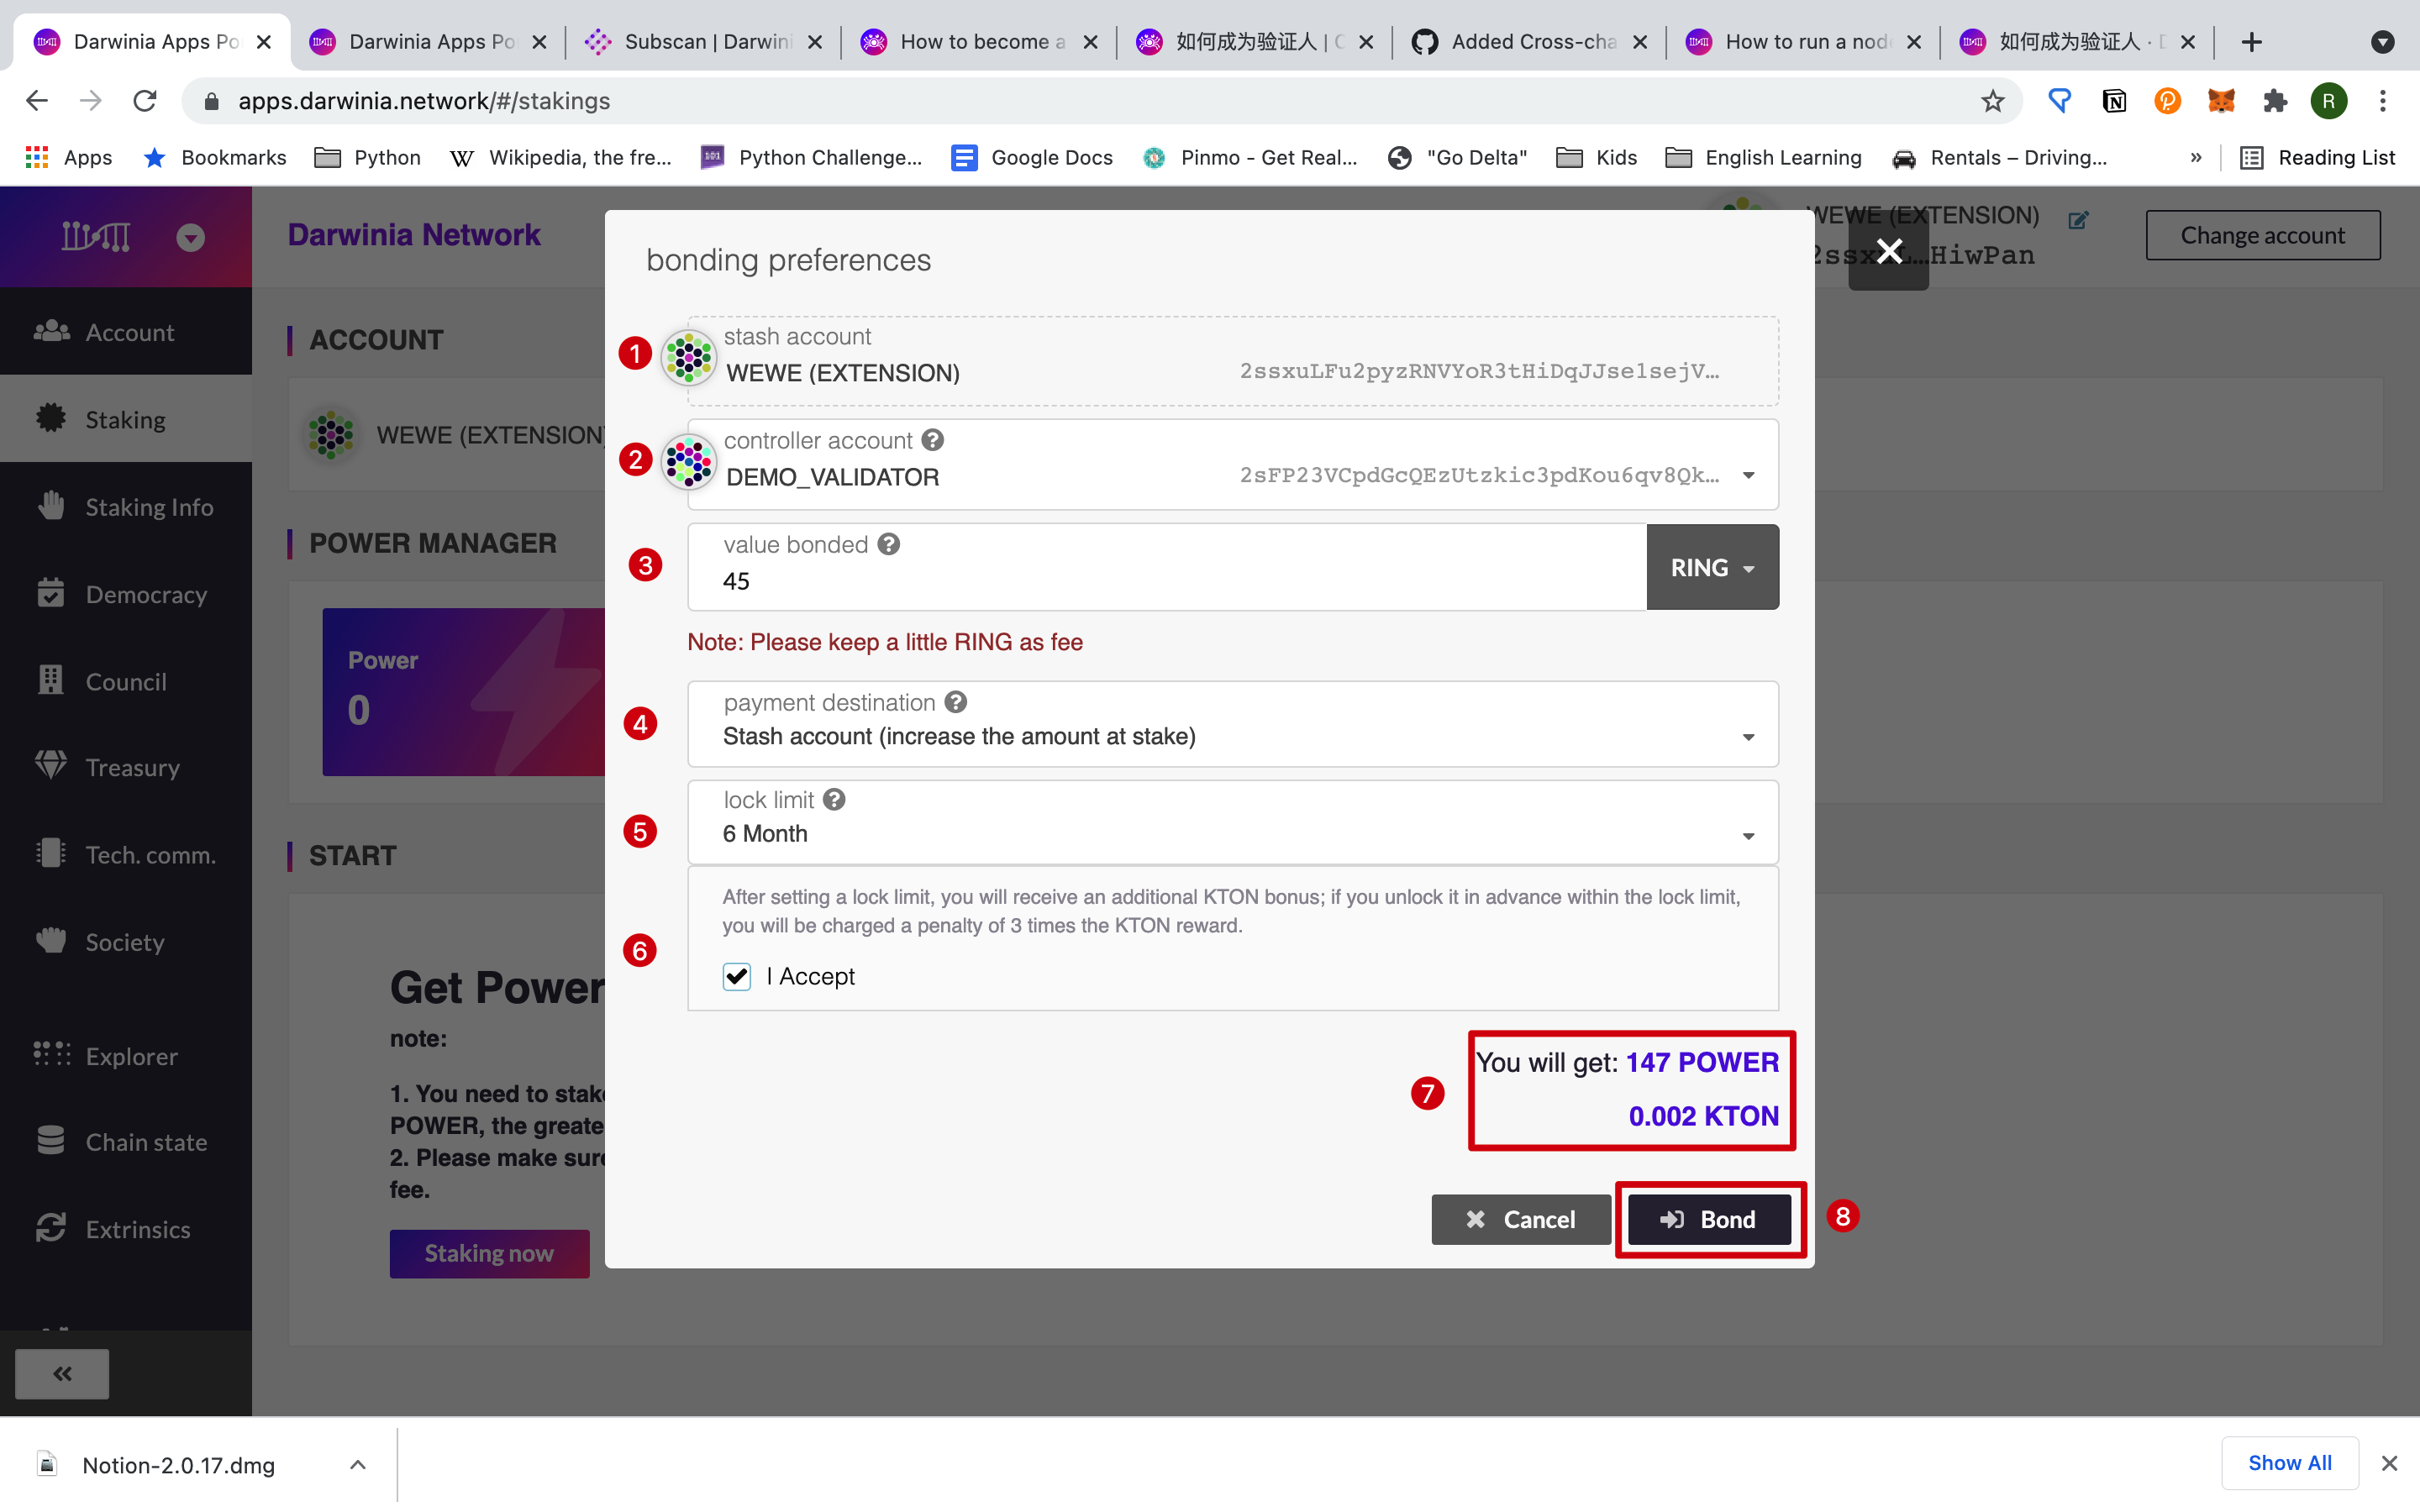 Darwinia Apps Po
Darwinia Apps Po
Subscan | Darwini
How to become a
如何成为验证人 | C
Added Cross-cha
How to run a node
如何成为验证人 · D
apps.darwinia.network/#/stakings
R
Apps
Bookmarks
Python
Wikipedia, the fre...
Python Challenge...
Google Docs
Pinmo - Get Real...
"Go Delta"
Kids
English Learning
Rentals – Driving...
»
Reading List
Darwinia Network
WEWE (EXTENSION)
2ssx L…HiwPan
Change account
Account
Staking
Staking Info
Democracy
Council
Treasury
Tech. comm.
Society
Explorer
Chain state
Extrinsics
ACCOUNT
WEWE (EXTENSION)
POWER MANAGER
Power
0
START
Get Power
note:
1. You need to stak
POWER, the greate
2. Please make sure
fee.
Staking now
bonding preferences
1
stash account
WEWE (EXTENSION)
2ssxuLFu2pyzRNVYoR3tHiDqJJse1sejV…
2
controller account
DEMO_VALIDATOR
2sFP23VCpdGcQEzUtzkic3pdKou6qv8Qk…
3
value bonded
45
RING
Note: Please keep a little RING as fee
4
payment destination
Stash account (increase the amount at stake)
5
lock limit
6 Month
6
After setting a lock limit, you will receive an additional KTON bonus; if you unlock it in advance within the lock limit,
you will be charged a penalty of 3 times the KTON reward.
I Accept
7
You will get: 147 POWER
0.002 KTON
Cancel
Bond
8
Notion-2.0.17.dmg
Show All